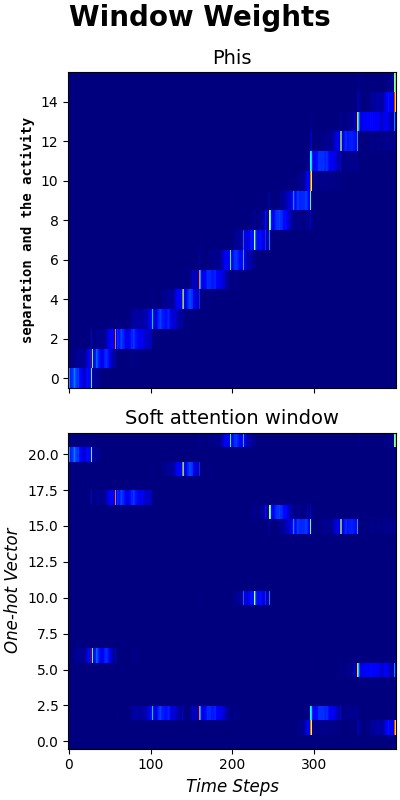 Window Weights
Phis
14
12
10
8
6
4
2
0
separation and the activity
Soft attention window
20.0
17.5
15.0
12.5
10.0
7.5
5.0
2.5
0.0
One-hot Vector
0 100 200 300
Time Steps